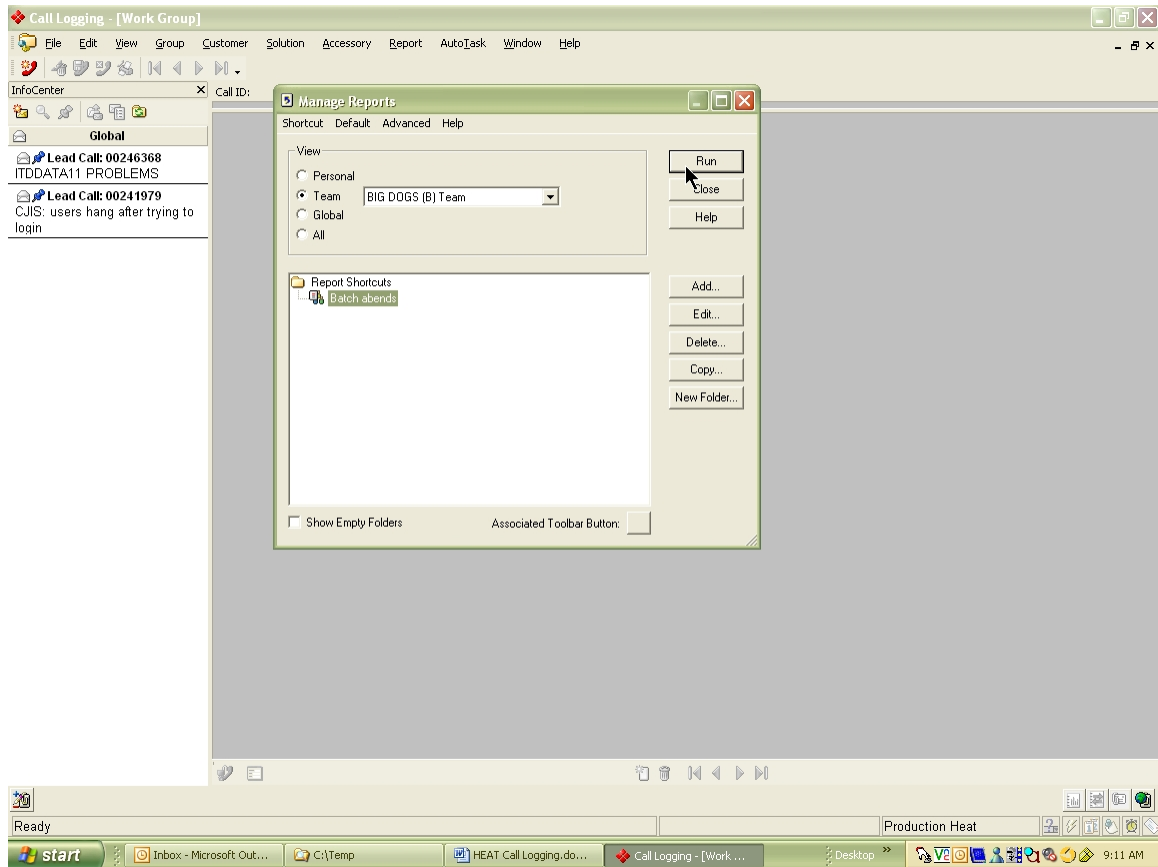 Call Logging - [Work Group]
File Edit View Group Customer Solution Accessory Report AutoTask Window Help
InfoCenter
Call ID:
Global
Lead Call: 00246368
ITDDATA11 PROBLEMS
Lead Call: 00241979
CJIS: users hang after trying to
login
Manage Reports
Shortcut Default Advanced Help
View
Personal
Team BIG DOGS (B) Team
Global
All
Run
Close
Help
Report Shortcuts
Batch abends
Add...
Edit...
Delete...
Copy...
New Folder...
Show Empty Folders
Associated Toolbar Button:
Ready
Production Heat
start
Inbox - Microsoft Out...
C:\Temp
HEAT Call Logging.do...
Call Logging - [Work ...
Desktop »
9:11 AM